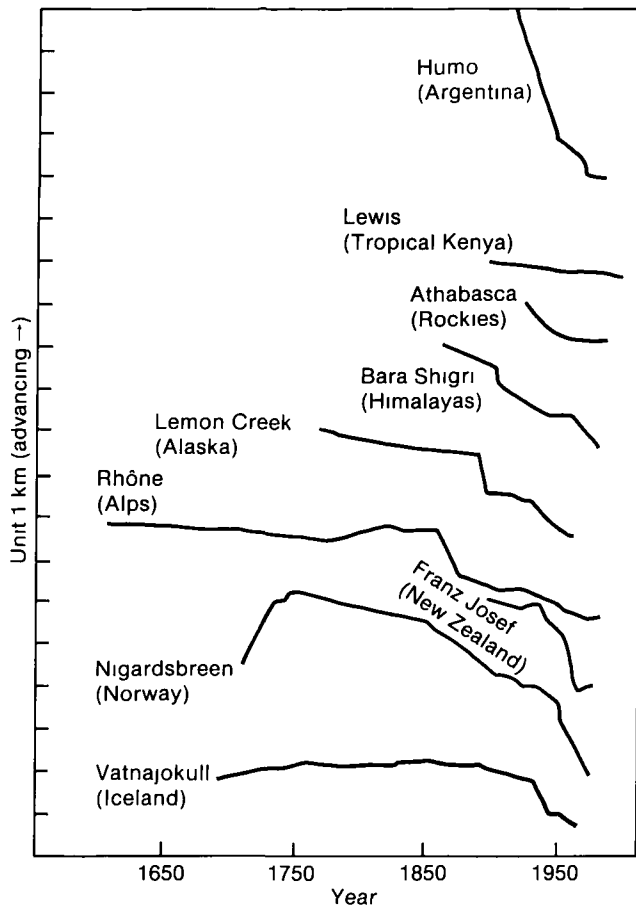 Humo
(Argentina)
Lewis
(Tropical Kenya)
Athabasca
(Rockies)
Bara Shigri
(Himalayas)
Lemon Creek
(Alaska)
Rhône
(Alps)
Franz Josef
(New Zealand)
Nigardsbreen
(Norway)
Vatnajokull
(Iceland)
Unit 1 km (advancing →)
1650 1750 1850 1950
Year